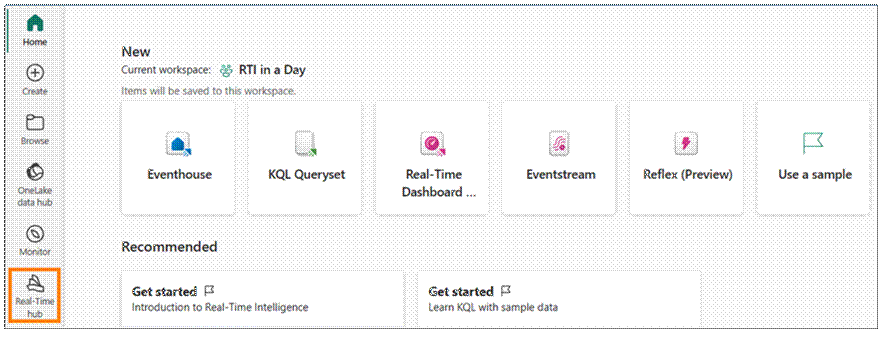 Home
Create
Browse
OneLake
data hub
Monitor
Real-Time
hub
New
Current workspace: RTI in a Day
Items will be saved to this workspace.
Eventhouse
KQL Queryset
Real-Time
Dashboard ...
Eventstream
Reflex (Preview)
Use a sample
Recommended
Get started
Introduction to Real-Time Intelligence
Get started
Learn KQL with sample data